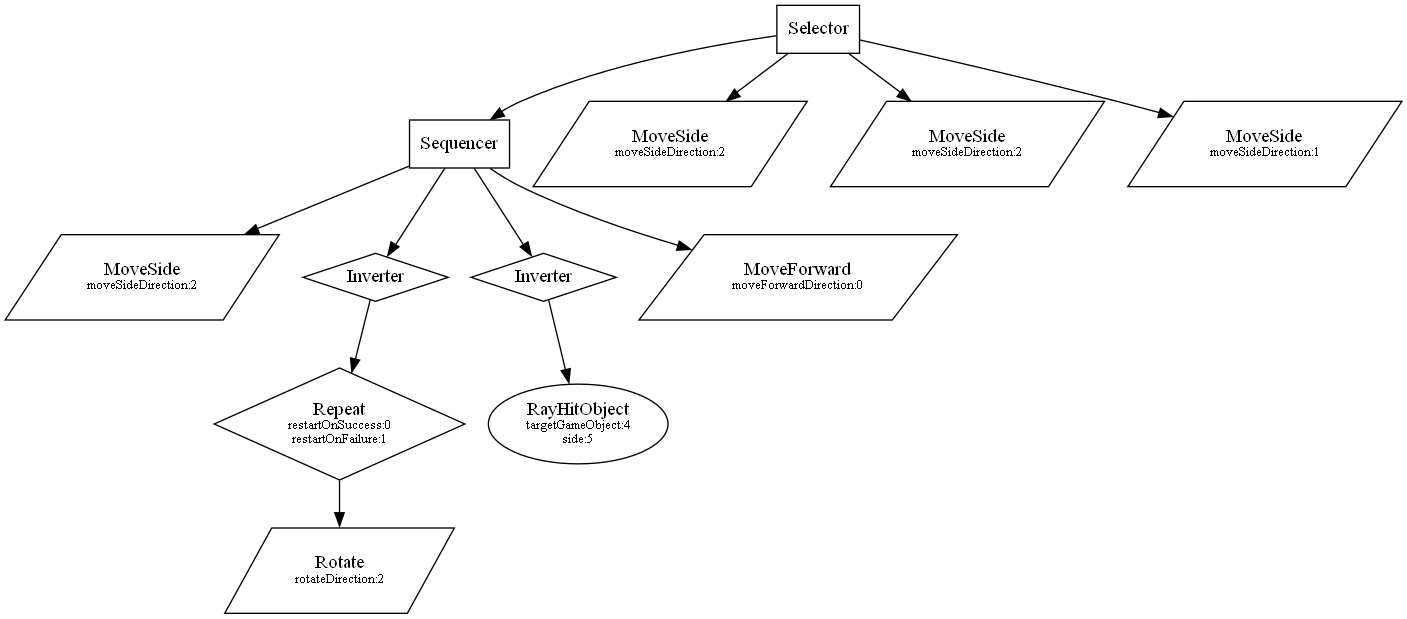 Selector
Sequencer
MoveSide
moveSideDirection:2
MoveSide
moveSideDirection:2
MoveSide
moveSideDirection:1
MoveSide
moveSideDirection:2
Inverter
Inverter
MoveForward
moveForwardDirection:0
Repeat
restartOnSuccess:0
restartOnFailure:1
RayHitObject
targetGameObject:4
side:5
Rotate
rotateDirection:2